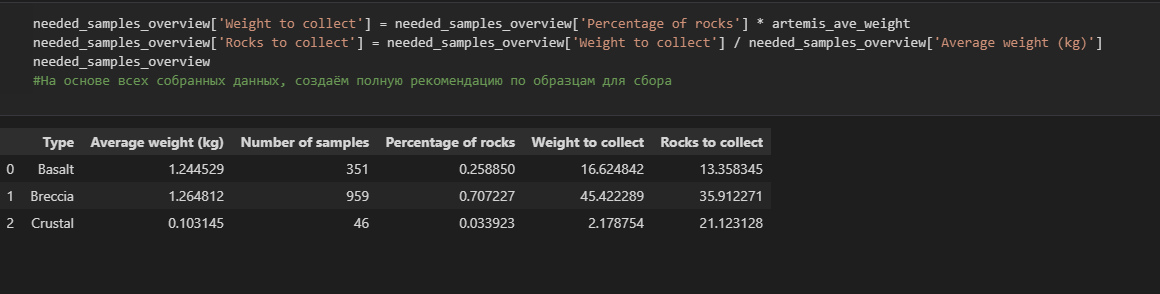 needed_samples_overview['Weight to collect'] = needed_samples_overview['Percentage of rocks'] * artemis_ave_weight
needed_samples_overview['Rocks to collect'] = needed_samples_overview['Weight to collect'] / needed_samples_overview['Average weight (kg)']
needed_samples_overview
#На основе всех собранных данных, создаём полную рекомендацию по образцам для сбора
Type Average weight (kg) Number of samples Percentage of rocks Weight to collect Rocks to collect
0 Basalt 1.244529 351 0.258850 16.624842 13.358345
1 Breccia 1.264812 959 0.707227 45.422289 35.912271
2 Crustal 0.103145 46 0.033923 2.178754 21.123128